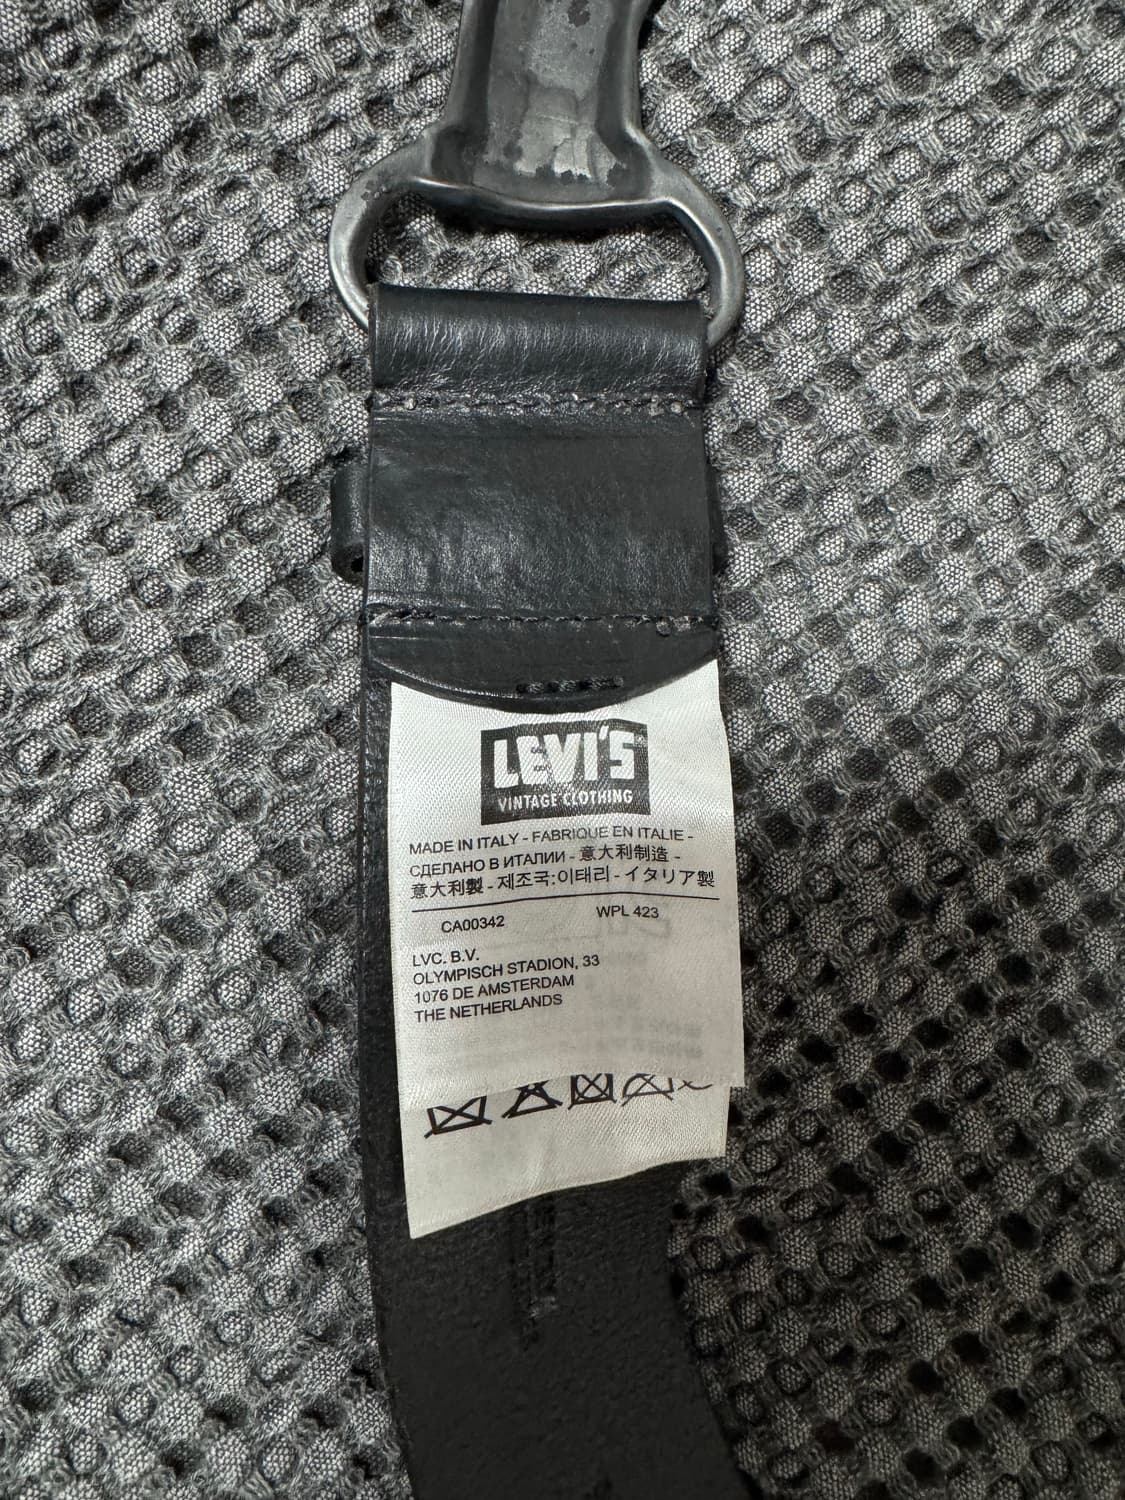 LEVI'S
VINTAGE CLOTHING
MADE IN ITALY - FABRIQUE EN ITALIE -
СДЕЛАНО В ИТАЛИИ - 意大利制造 -
意大利製 - 제조국:이태리 - イタリア製
CA00342 WPL 423
LVC. B.V.
OLYMPISCH STADION, 33
1076 DE AMSTERDAM
THE NETHERLANDS